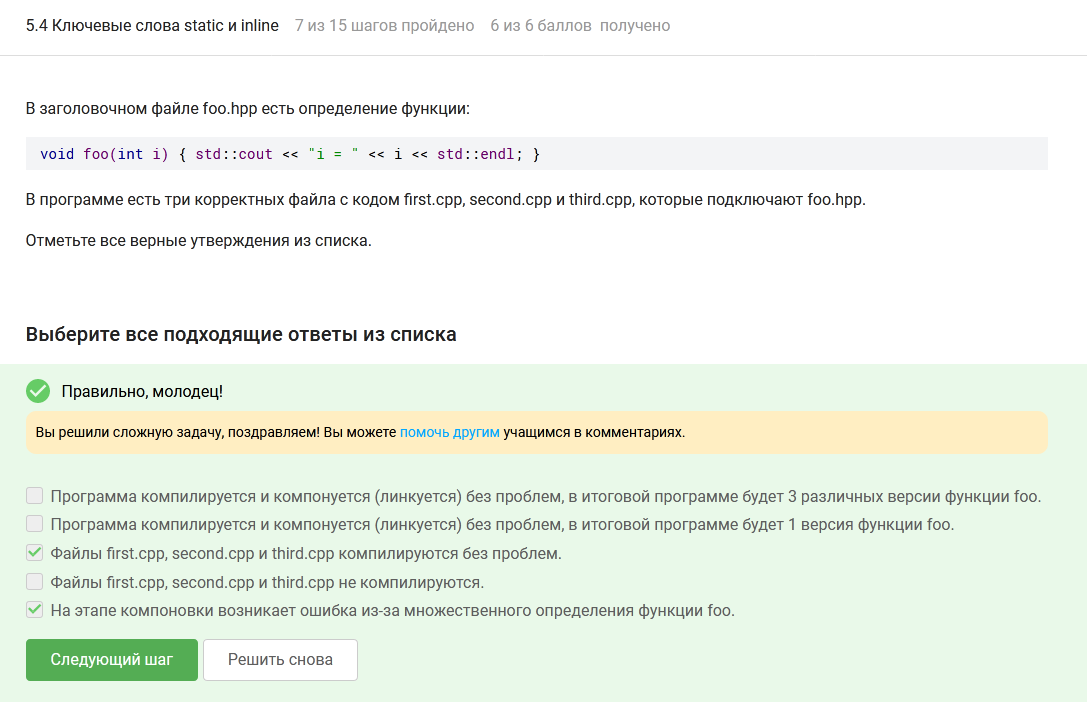 5.4 Ключевые слова static и inline 7 из 15 шагов пройдено 6 из 6 баллов получено
В заголовочном файле foo.hpp есть определение функции:
void foo(int i) { std::cout << "i = " << i << std::endl; }
В программе есть три корректных файла с кодом first.cpp, second.cpp и third.cpp, которые подключают foo.hpp.
Отметьте все верные утверждения из списка.
Выберите все подходящие ответы из списка
Правильно, молодец!
Вы решили сложную задачу, поздравляем! Вы можете помочь другим учащимся в комментариях.
Программа компилируется и компонуется (линкуется) без проблем, в итоговой программе будет 3 различных версии функции foo.
Программа компилируется и компонуется (линкуется) без проблем, в итоговой программе будет 1 версия функции foo.
Файлы first.cpp, second.cpp и third.cpp компилируются без проблем.
Файлы first.cpp, second.cpp и third.cpp не компилируются.
На этапе компоновки возникает ошибка из-за множественного определения функции foo.
Следующий шаг Решить снова